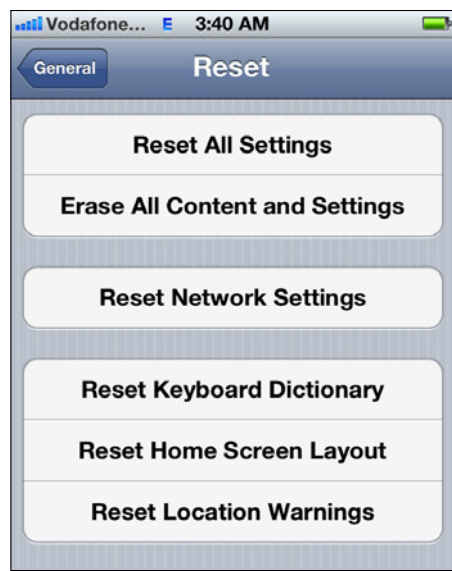 Vodafone... E 3:40 AM
General Reset
Reset All Settings
Erase All Content and Settings
Reset Network Settings
Reset Keyboard Dictionary
Reset Home Screen Layout
Reset Location Warnings